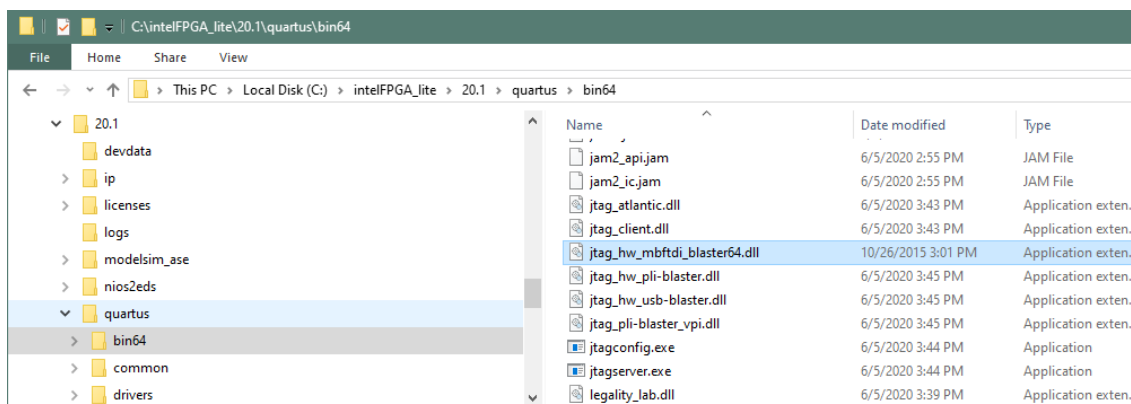 C:\intelFPGA_lite\20.1\quartus\bin64
File Home Share View
This PC > Local Disk (C:) > intelFPGA_lite > 20.1 > quartus > bin64
20.1
devdata
ip
licenses
logs
modelsim_ase
nios2eds
quartus
bin64
common
drivers
Name Date modified Type
jam2_api.jam 6/5/2020 2:55 PM JAM File
jam2_ic.jam 6/5/2020 2:55 PM JAM File
jtag_atlantic.dll 6/5/2020 3:43 PM Application exten.
jtag_client.dll 6/5/2020 3:43 PM Application exten.
jtag_hw_mbftdi_blaster64.dll 10/26/2015 3:01 PM Application exten.
jtag_hw_pli-blaster.dll 6/5/2020 3:45 PM Application exten.
jtag_hw_usb-blaster.dll 6/5/2020 3:45 PM Application exten.
jtag_pli-blaster_vpi.dll 6/5/2020 3:45 PM Application exten.
jtagconfig.exe 6/5/2020 3:44 PM Application
jtagserver.exe 6/5/2020 3:44 PM Application
legality_lab.dll 6/5/2020 3:39 PM Application exten.